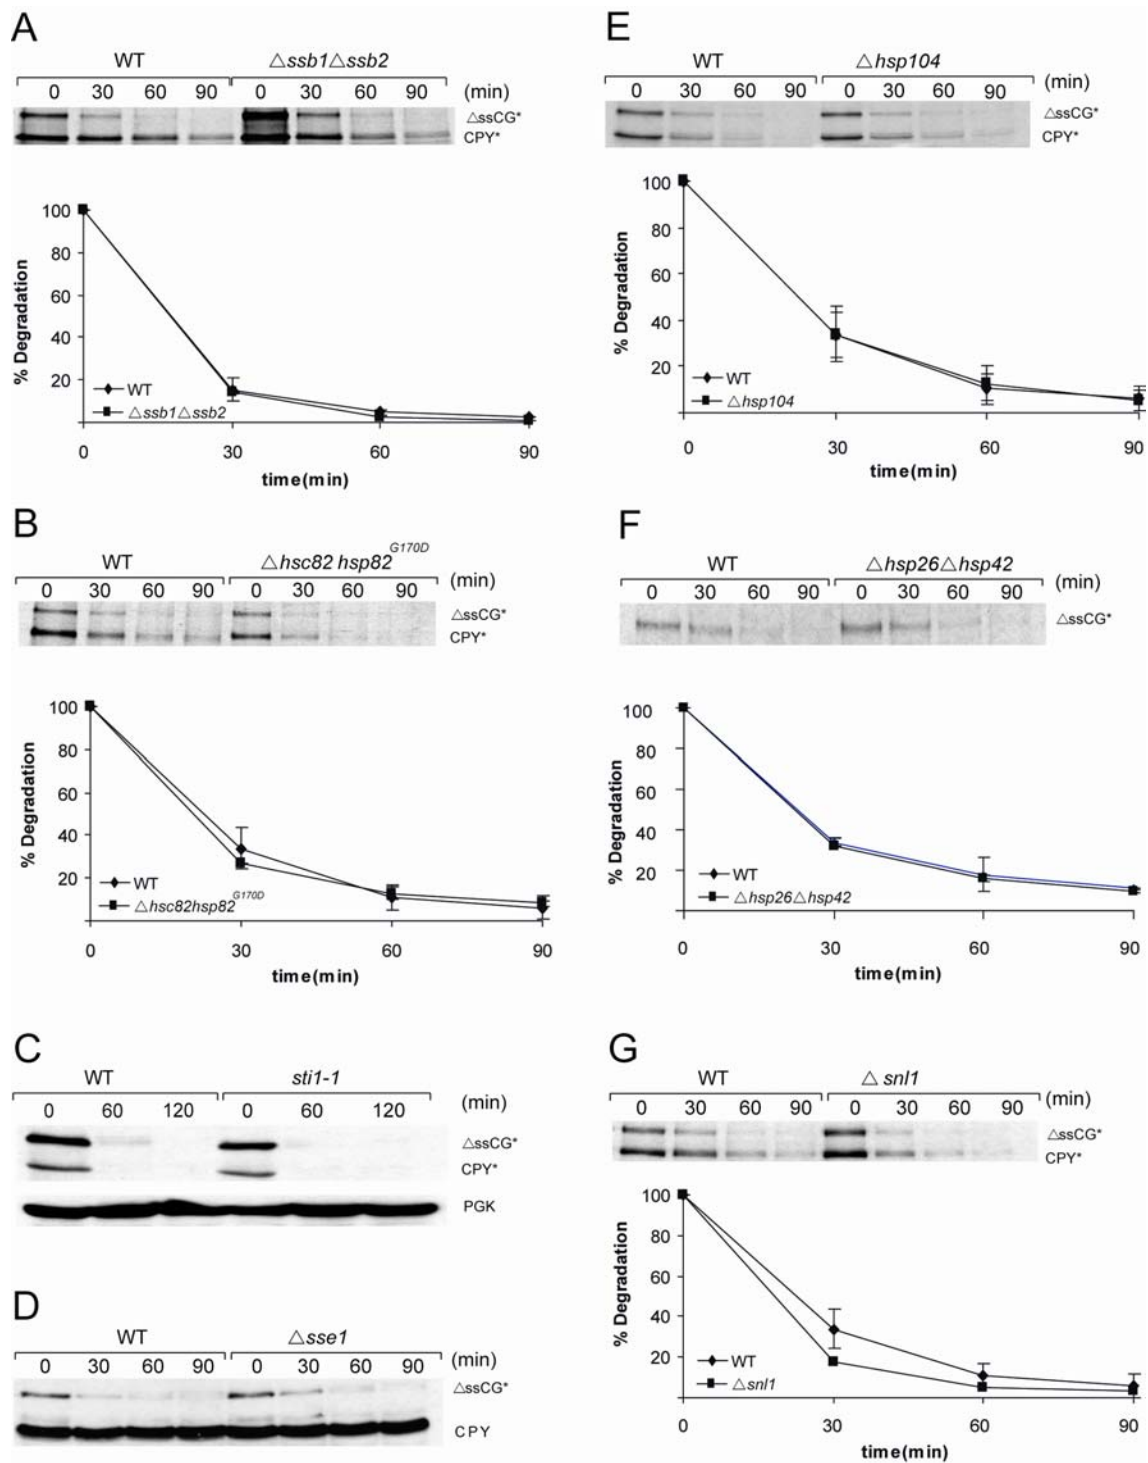 A
WT △ssb1△ssb2
0 30 60 90 0 30 60 90 (min)
△ssCG*
CPY*
100
80
60
40
20
% Degradation
WT
△ssb1△ssb2
0 30 60 90
time(min)
B
WT △hsc82 hsp82 G170D
0 30 60 90 0 30 60 90 (min)
△ssCG*
CPY*
100
80
60
40
20
% Degradation
WT
△hsc82hsp82 G170D
0 30 60 90
time(min)
C
WT sti1-1
0 60 120 0 60 120 (min)
△ssCG*
CPY*
PGK
D
WT △sse1
0 30 60 90 0 30 60 90 (min)
△ssCG*
CPY
E
WT △hsp104
0 30 60 90 0 30 60 90 (min)
△ssCG*
CPY*
100
80
60
40
20
% Degradation
WT
△hsp104
0 30 60 90
time(min)
F
WT △hsp26△hsp42
0 30 60 90 0 30 60 90 (min)
△ssCG*
100
80
60
40
20
% Degradation
WT
△hsp26△hsp42
0 30 60 90
time(min)
G
WT △ snl1
0 30 60 90 0 30 60 90 (min)
△ssCG*
CPY*
100
80
60
40
20
% Degradation
WT
△snl1
0 30 60 90
time(min)